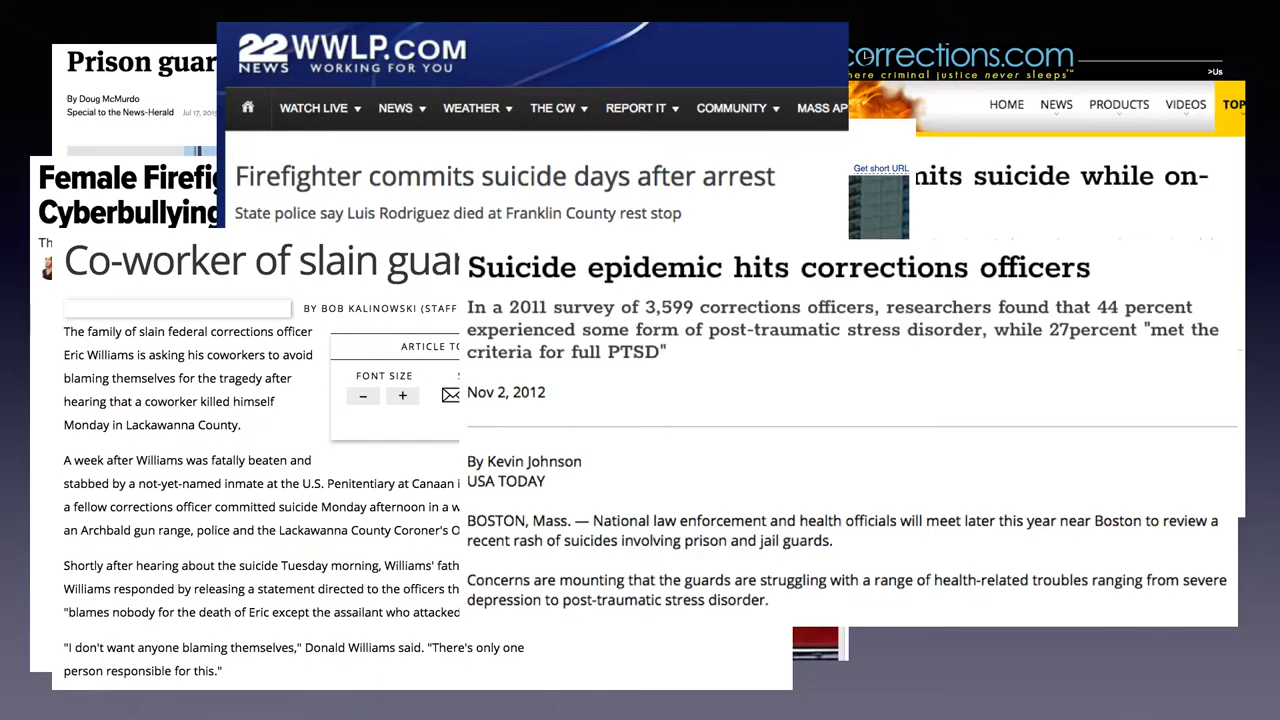 Prison guar
By Doug McMurdo
Special to the News-Herald Jul 17, 201
22 NEWS WWLP.COM
WORKING FOR YOU
WATCH LIVE NEWS WEATHER THE CW REPORT IT COMMUNITY MASS AP
Firefighter commits suicide days after arrest
State police say Luis Rodriguez died at Franklin County rest stop
corrections.com
here criminal justice never sleeps™
>Us
HOME NEWS PRODUCTS VIDEOS TOP
Get short URL
mits suicide while on-
Female Firefi
Cyberbullying
Th
Co-worker of slain guar
BY BOB KALINOWSKI (STAFF
ARTICLE TO
FONT SIZE
− +
The family of slain federal corrections officer
Eric Williams is asking his coworkers to avoid
blaming themselves for the tragedy after
hearing that a coworker killed himself
Monday in Lackawanna County.
A week after Williams was fatally beaten and
stabbed by a not-yet-named inmate at the U.S. Penitentiary at Canaan i
a fellow corrections officer committed suicide Monday afternoon in a w
an Archbald gun range, police and the Lackawanna County Coroner's O
Shortly after hearing about the suicide Tuesday morning, Williams' fath
Williams responded by releasing a statement directed to the officers th
"blames nobody for the death of Eric except the assailant who attacked
"I don't want anyone blaming themselves," Donald Williams said. "There's only one
person responsible for this."
Suicide epidemic hits corrections officers
In a 2011 survey of 3,599 corrections officers, researchers found that 44 percent
experienced some form of post-traumatic stress disorder, while 27percent "met the
criteria for full PTSD"
Nov 2, 2012
By Kevin Johnson
USA TODAY
BOSTON, Mass. — National law enforcement and health officials will meet later this year near Boston to review a
recent rash of suicides involving prison and jail guards.
Concerns are mounting that the guards are struggling with a range of health-related troubles ranging from severe
depression to post-traumatic stress disorder.